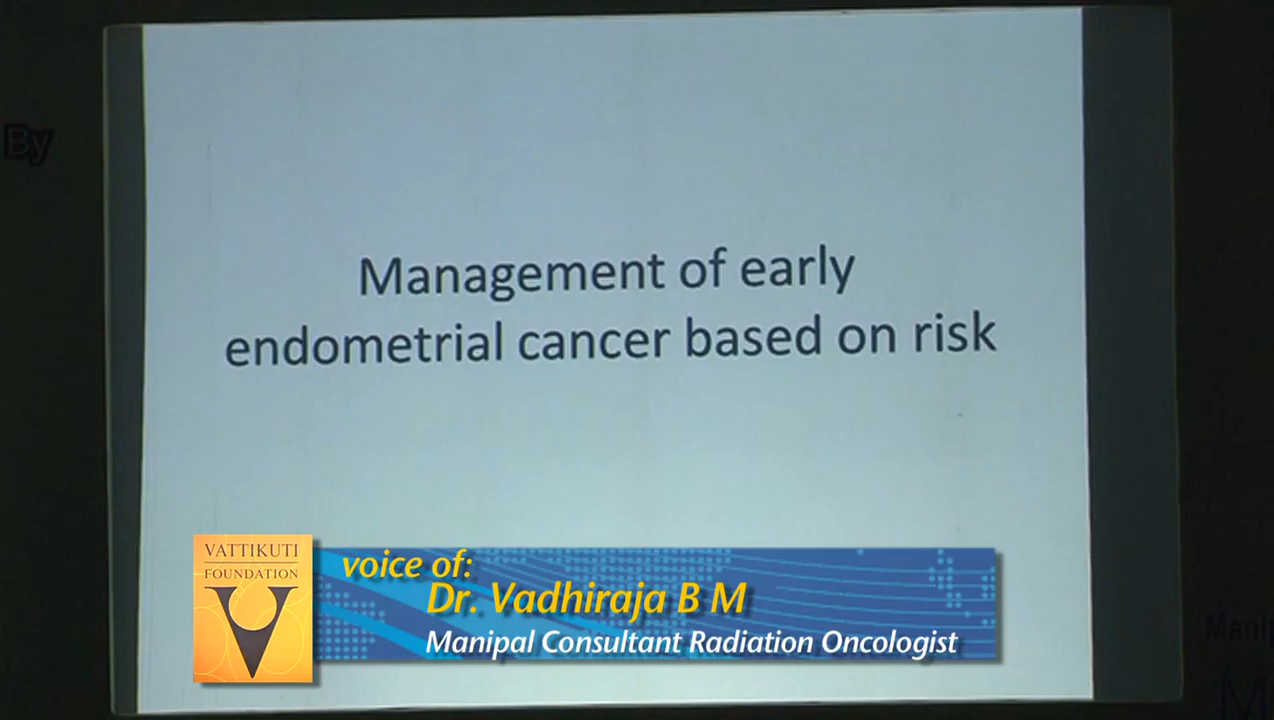 By
Management of early
endometrial cancer based on risk
VATTIKUTI
FOUNDATION
V
voice of:
Dr. Vadhiraja B M
Manipal Consultant Radiation Oncologist